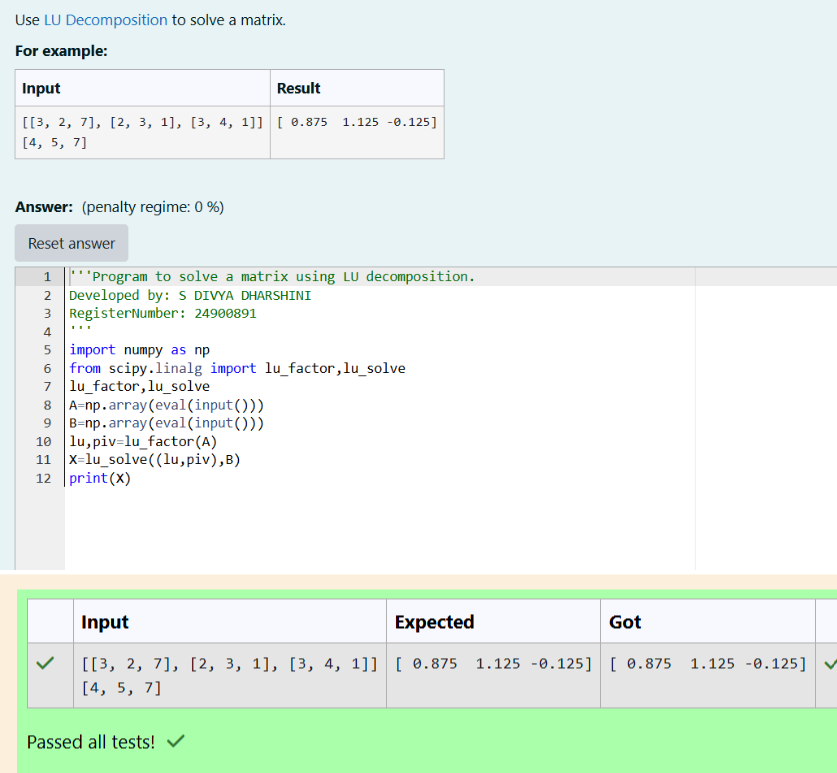 Use LU Decomposition to solve a matrix.
For example:
Input Result
[[3, 2, 7], [2, 3, 1], [3, 4, 1]] [ 0.875  1.125 -0.125]
[4, 5, 7]
Answer: (penalty regime: 0 %)
Reset answer
1 '''Program to solve a matrix using LU decomposition.
2 Developed by: S DIVYA DHARSHINI
3 RegisterNumber: 24900891
4 '''
5 import numpy as np
6 from scipy.linalg import lu_factor,lu_solve
7 lu_factor,lu_solve
8 A=np.array(eval(input()))
9 B=np.array(eval(input()))
10 lu,piv=lu_factor(A)
11 X=lu_solve((lu,piv),B)
12 print(X)
Input Expected Got
[[3, 2, 7], [2, 3, 1], [3, 4, 1]] [ 0.875  1.125 -0.125] [ 0.875  1.125 -0.125]
[4, 5, 7]
Passed all tests!